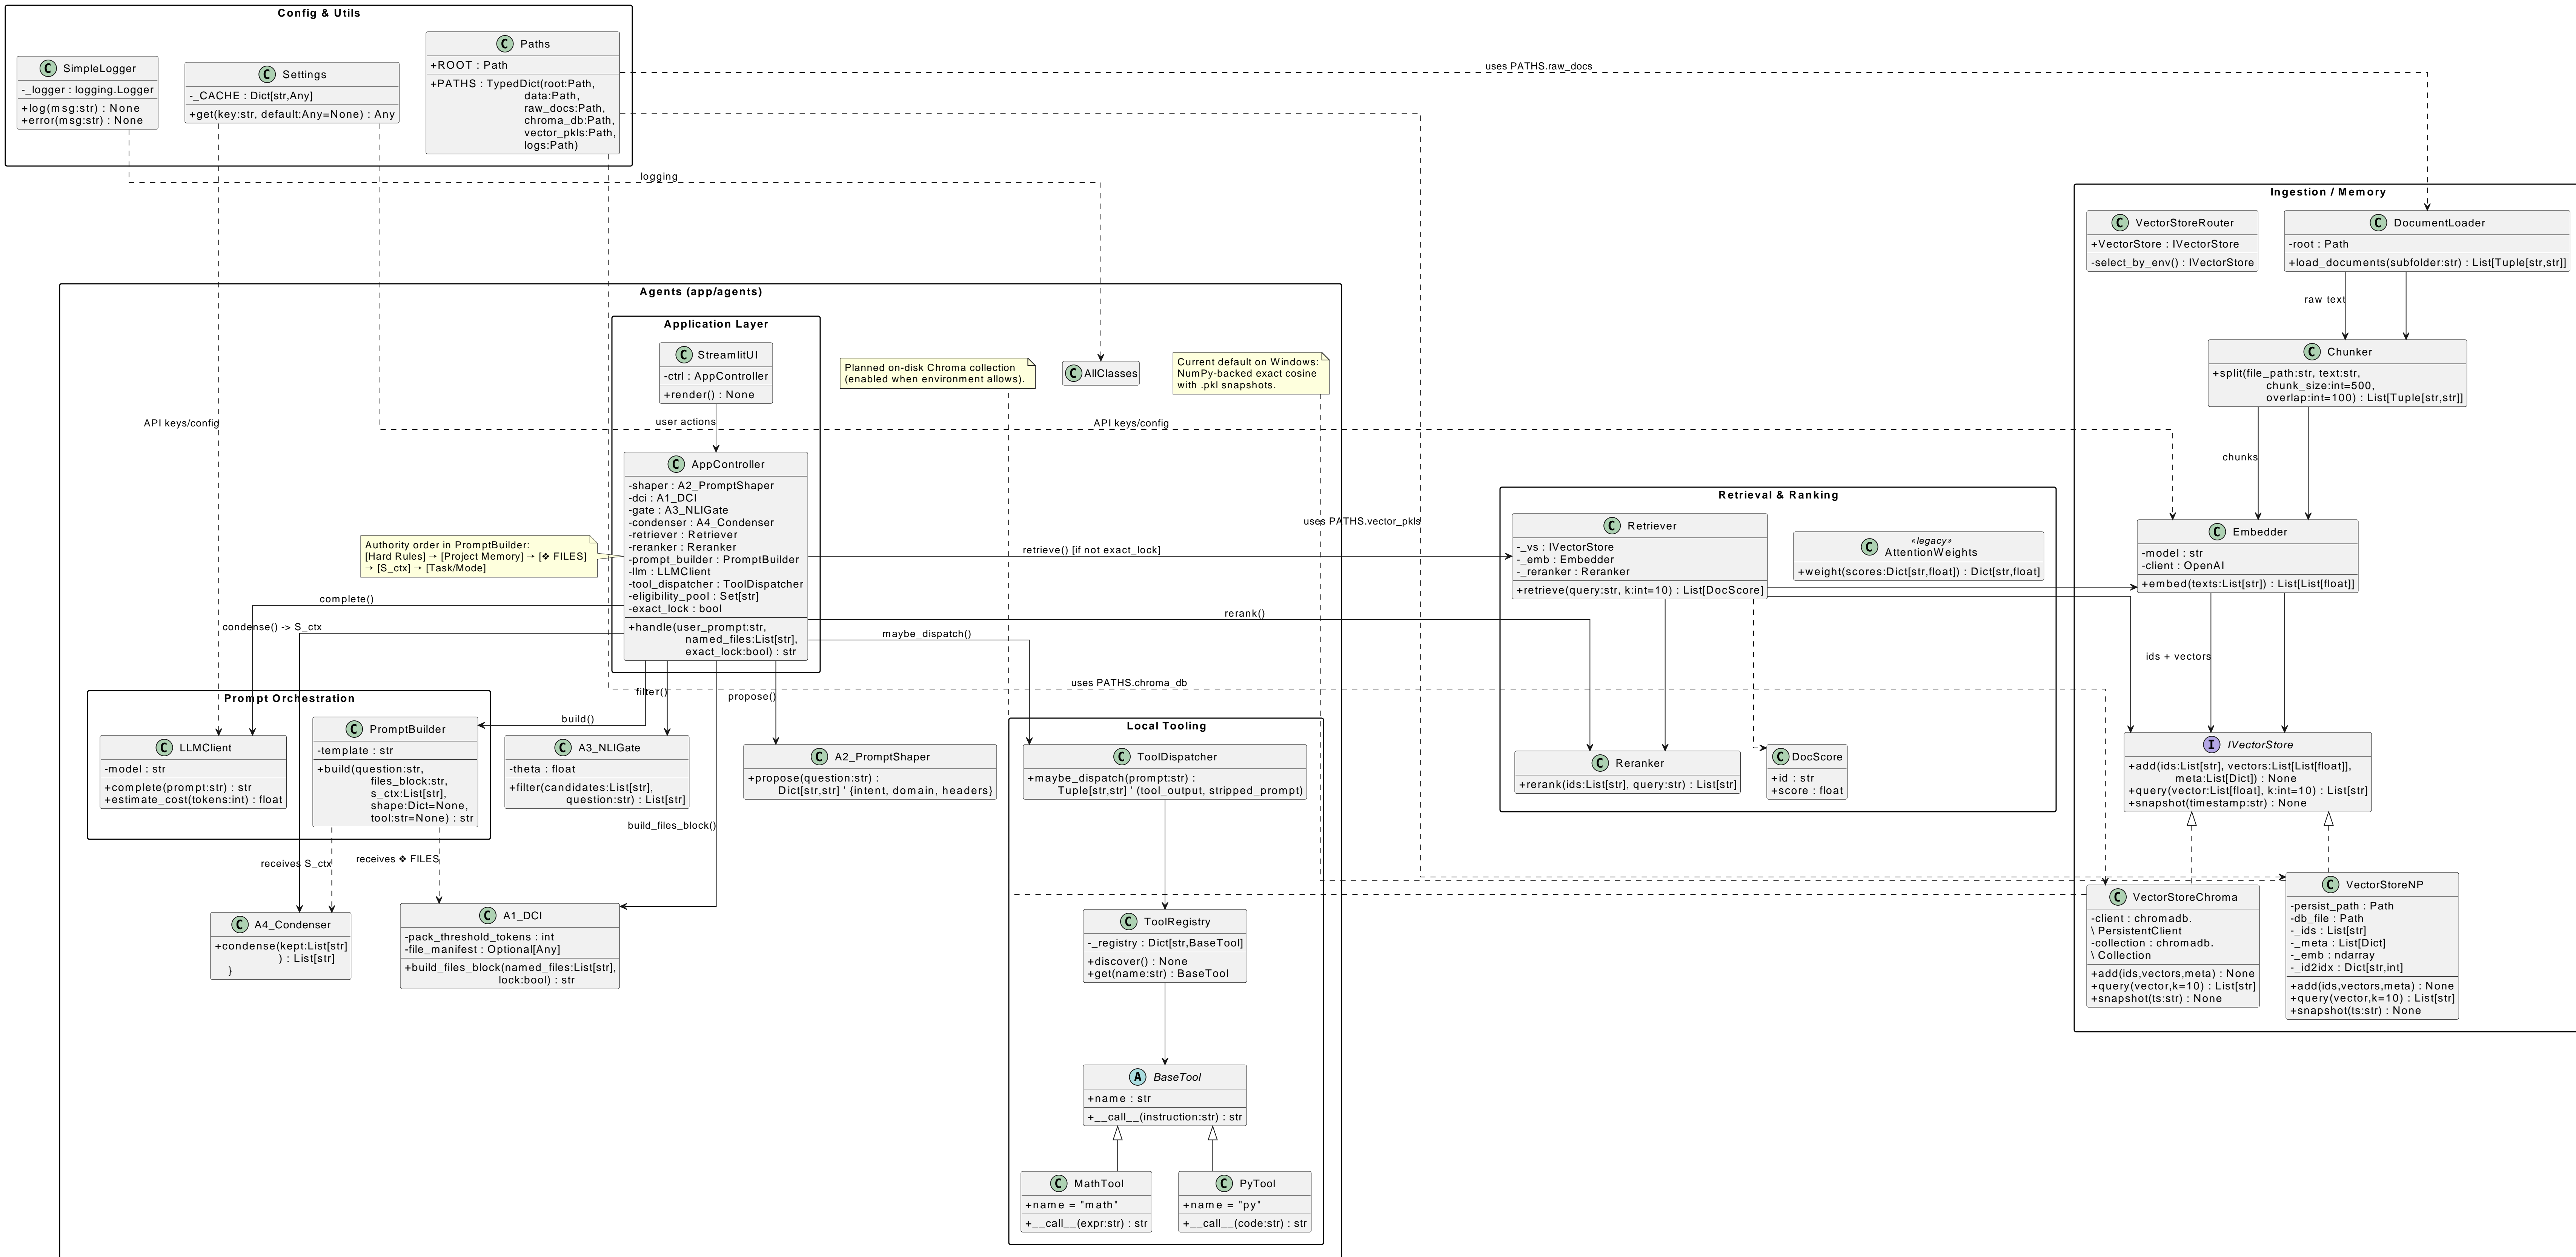 Config & Utils
C SimpleLogger
-_logger : logging.Logger
+log(msg:str) : None
+error(msg:str) : None
C Settings
-_CACHE : Dict[str,Any]
+get(key:str, default:Any=None) : Any
C Paths
+ROOT : Path
+PATHS : TypedDict(root:Path,
data:Path,
raw_docs:Path,
chroma_db:Path,
vector_pkls:Path,
logs:Path)
uses PATHS.raw_docs
logging
Ingestion / Memory
C VectorStoreRouter
+VectorStore : IVectorStore
-select_by_env() : IVectorStore
C DocumentLoader
-root : Path
+load_documents(subfolder:str) : List[Tuple[str,str]]
raw text
C Chunker
+split(file_path:str, text:str,
chunk_size:int=500,
overlap:int=100) : List[Tuple[str,str]]
chunks
Agents (app/agents)
Application Layer
C StreamlitUI
-ctrl : AppController
+render() : None
user actions
Planned on-disk Chroma collection
(enabled when environment allows).
C AllClasses
Current default on Windows:
NumPy-backed exact cosine
with .pkl snapshots.
API keys/config
API keys/config
C AppController
-shaper : A2_PromptShaper
-dci : A1_DCI
-gate : A3_NLIGate
-condenser : A4_Condenser
-retriever : Retriever
-reranker : Reranker
-prompt_builder : PromptBuilder
-llm : LLMClient
-tool_dispatcher : ToolDispatcher
-eligibility_pool : Set[str]
-exact_lock : bool
+handle(user_prompt:str,
named_files:List[str],
exact_lock:bool) : str
Authority order in PromptBuilder:
[Hard Rules] → [Project Memory] → [❖ FILES]
→ [S_ctx] → [Task/Mode]
uses PATHS.vector_pkls
retrieve() [if not exact_lock]
complete()
condense() -> S_ctx
rerank()
maybe_dispatch()
Retrieval & Ranking
C Retriever
-_vs : IVectorStore
-_emb : Embedder
-_reranker : Reranker
+retrieve(query:str, k:int=10) : List[DocScore]
«legacy»
C AttentionWeights
+weight(scores:Dict[str,float]) : Dict[str,float]
C Embedder
-model : str
-client : OpenAI
+embed(texts:List[str]) : List[List[float]]
ids + vectors
uses PATHS.chroma_db
filter()
propose()
build()
build_files_block()
Prompt Orchestration
C LLMClient
-model : str
+complete(prompt:str) : str
+estimate_cost(tokens:int) : float
C PromptBuilder
-template : str
+build(question:str,
files_block:str,
s_ctx:List[str],
shape:Dict=None,
tool:str=None) : str
C A3_NLIGate
-theta : float
+filter(candidates:List[str],
question:str) : List[str]
C A2_PromptShaper
+propose(question:str) :
Dict[str,str] ' {intent, domain, headers}
Local Tooling
C ToolDispatcher
+maybe_dispatch(prompt:str) :
Tuple[str,str] ' (tool_output, stripped_prompt)
C Reranker
+rerank(ids:List[str], query:str) : List[str]
C DocScore
+id : str
+score : float
I IVectorStore
+add(ids:List[str], vectors:List[List[float]],
meta:List[Dict]) : None
+query(vector:List[float], k:int=10) : List[str]
+snapshot(timestamp:str) : None
receives S_ctx
receives ❖ FILES
C A4_Condenser
+condense(kept:List[str]
) : List[str]
}
C A1_DCI
-pack_threshold_tokens : int
-file_manifest : Optional[Any]
+build_files_block(named_files:List[str],
lock:bool) : str
C ToolRegistry
-_registry : Dict[str,BaseTool]
+discover() : None
+get(name:str) : BaseTool
C VectorStoreChroma
-client : chromadb.
\ PersistentClient
-collection : chromadb.
\ Collection
+add(ids,vectors,meta) : None
+query(vector,k=10) : List[str]
+snapshot(ts:str) : None
C VectorStoreNP
-persist_path : Path
-db_file : Path
-_ids : List[str]
-_meta : List[Dict]
-_emb : ndarray
-_id2idx : Dict[str,int]
+add(ids,vectors,meta) : None
+query(vector,k=10) : List[str]
+snapshot(ts:str) : None
A BaseTool
+name : str
+__call__(instruction:str) : str
C MathTool
+name = "math"
+__call__(expr:str) : str
C PyTool
+name = "py"
+__call__(code:str) : str